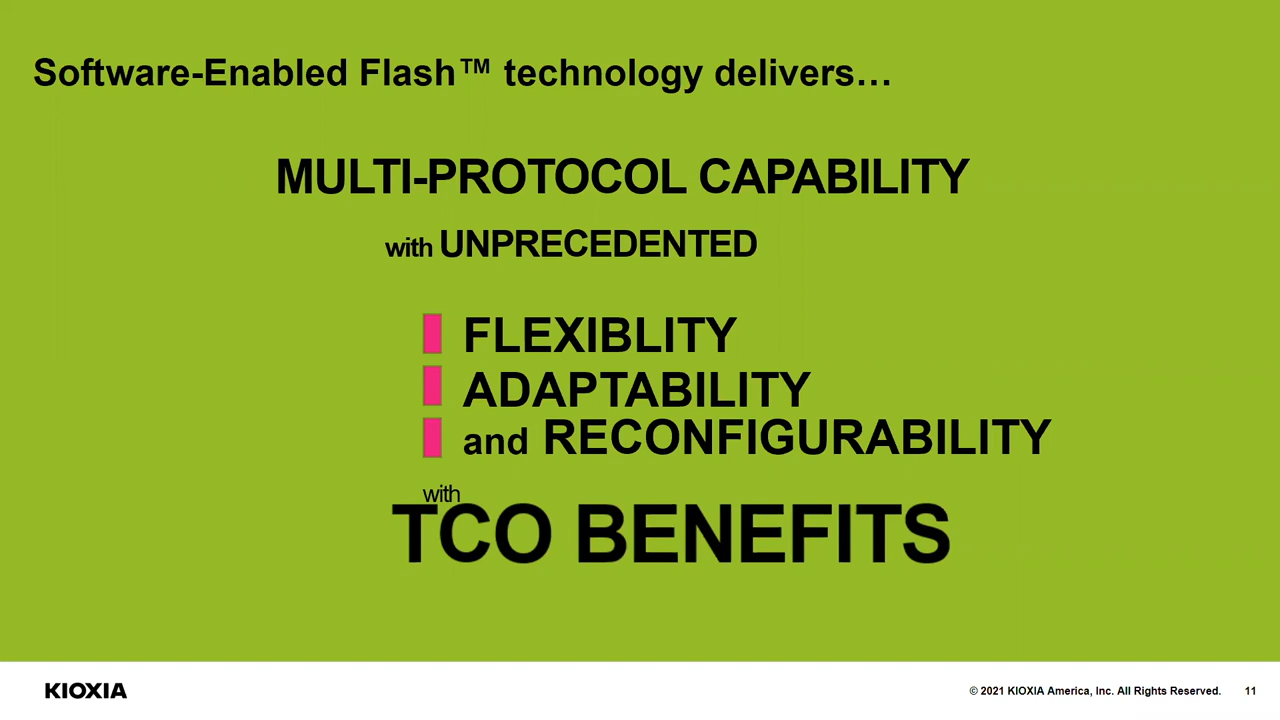 Software-Enabled Flash™ technology delivers…
MULTI-PROTOCOL CAPABILITY
with UNPRECEDENTED
FLEXIBLITY
ADAPTABILITY
and RECONFIGURABILITY
with
TCO BENEFITS
KIOXIA
© 2021 KIOXIA America, Inc. All Rights Reserved. 11